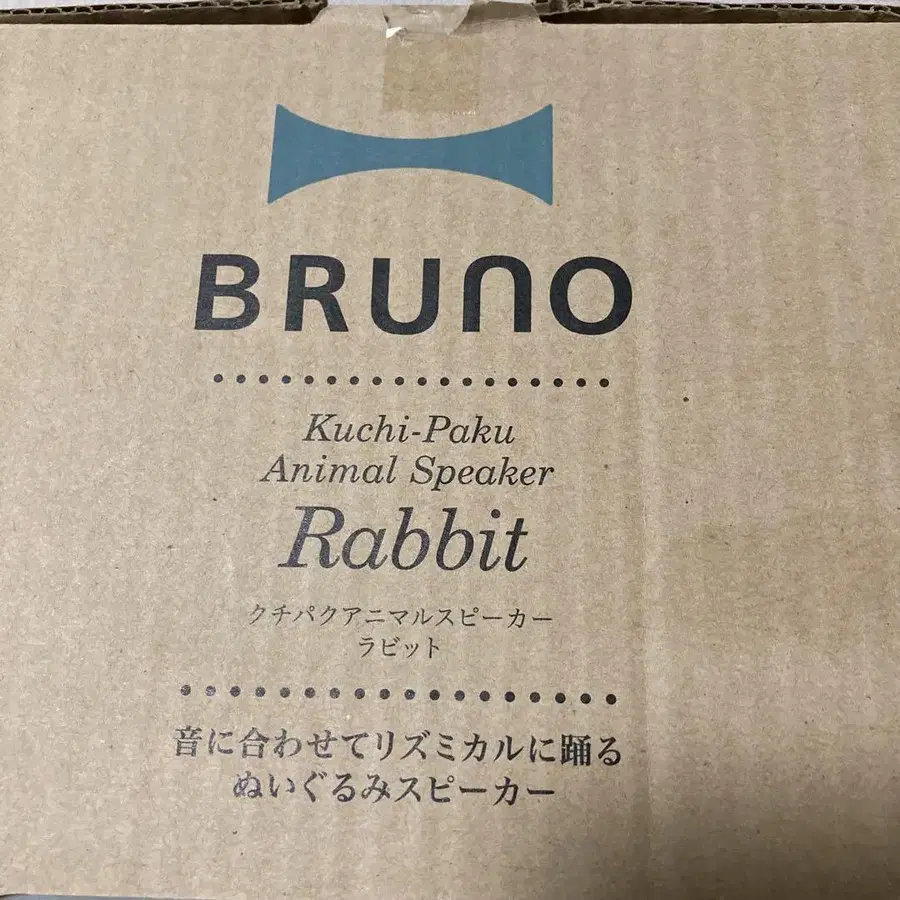 BRUNO
Kuchi-Paku
Animal Speaker
Rabbit
クチパクアニマルスピーカー
ラビット
音に合わせてリズミカルに踊る
ぬいぐるみスピーカー